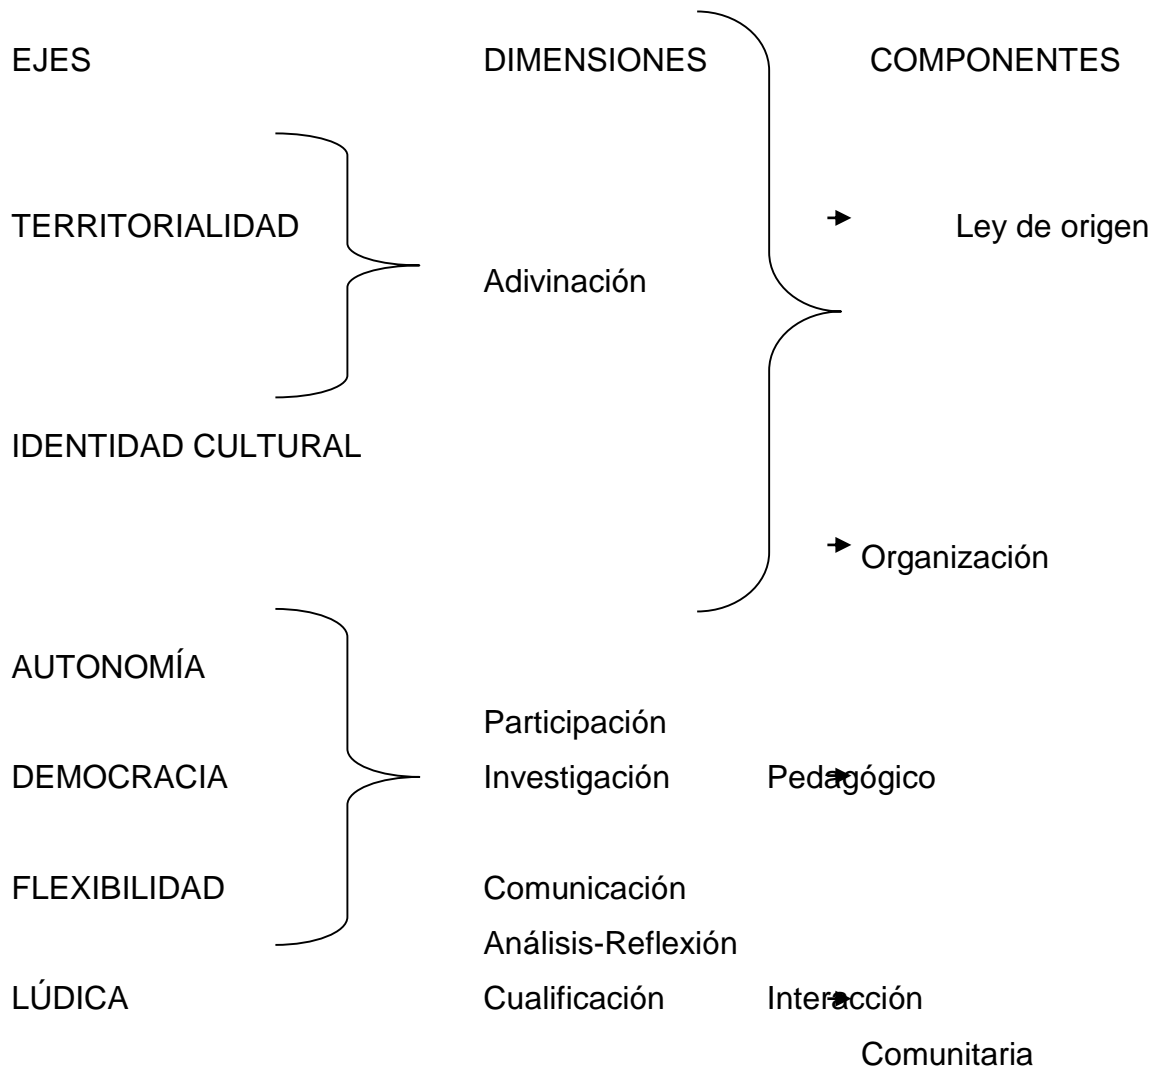 EJES DIMENSIONES COMPONENTES
TERRITORIALIDAD Ley de origen
Adivinación
IDENTIDAD CULTURAL
Organización
AUTONOMÍA
Participación
DEMOCRACIA Investigación Pedagógico
FLEXIBILIDAD Comunicación
Análisis-Reflexión
LÚDICA Cualificación Interacción
Comunitaria